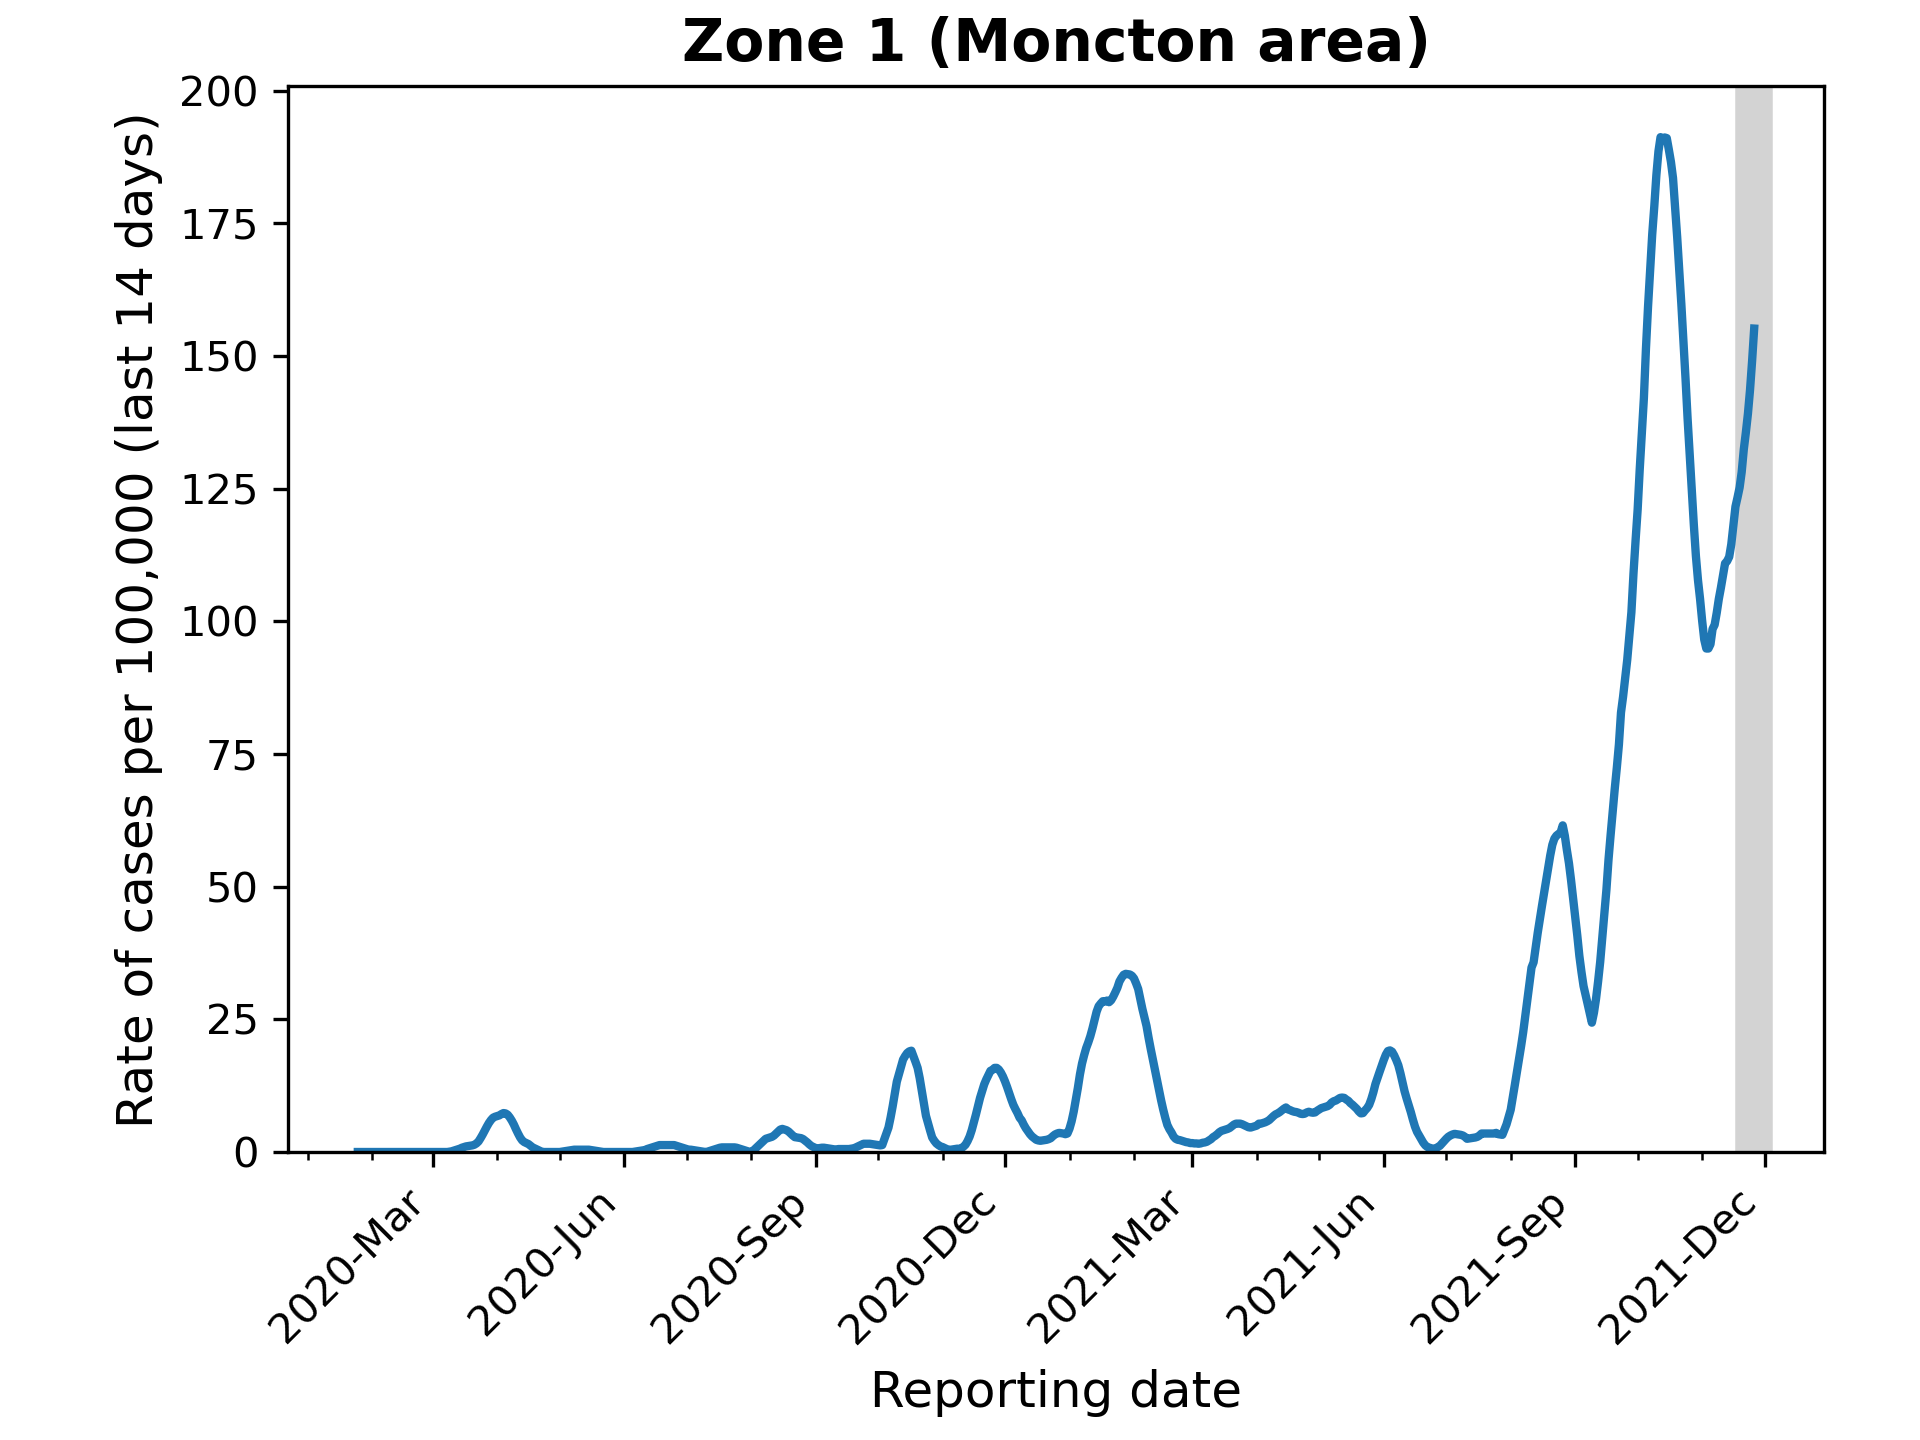 Zone 1 (Moncton area)
Rate of cases per 100,000 (last 14 days)
200
175
150
125
100
75
50
25
0
2020-Mar
2020-Jun
2020-Sep
2020-Dec
2021-Mar
2021-Jun
2021-Sep
2021-Dec
Reporting date